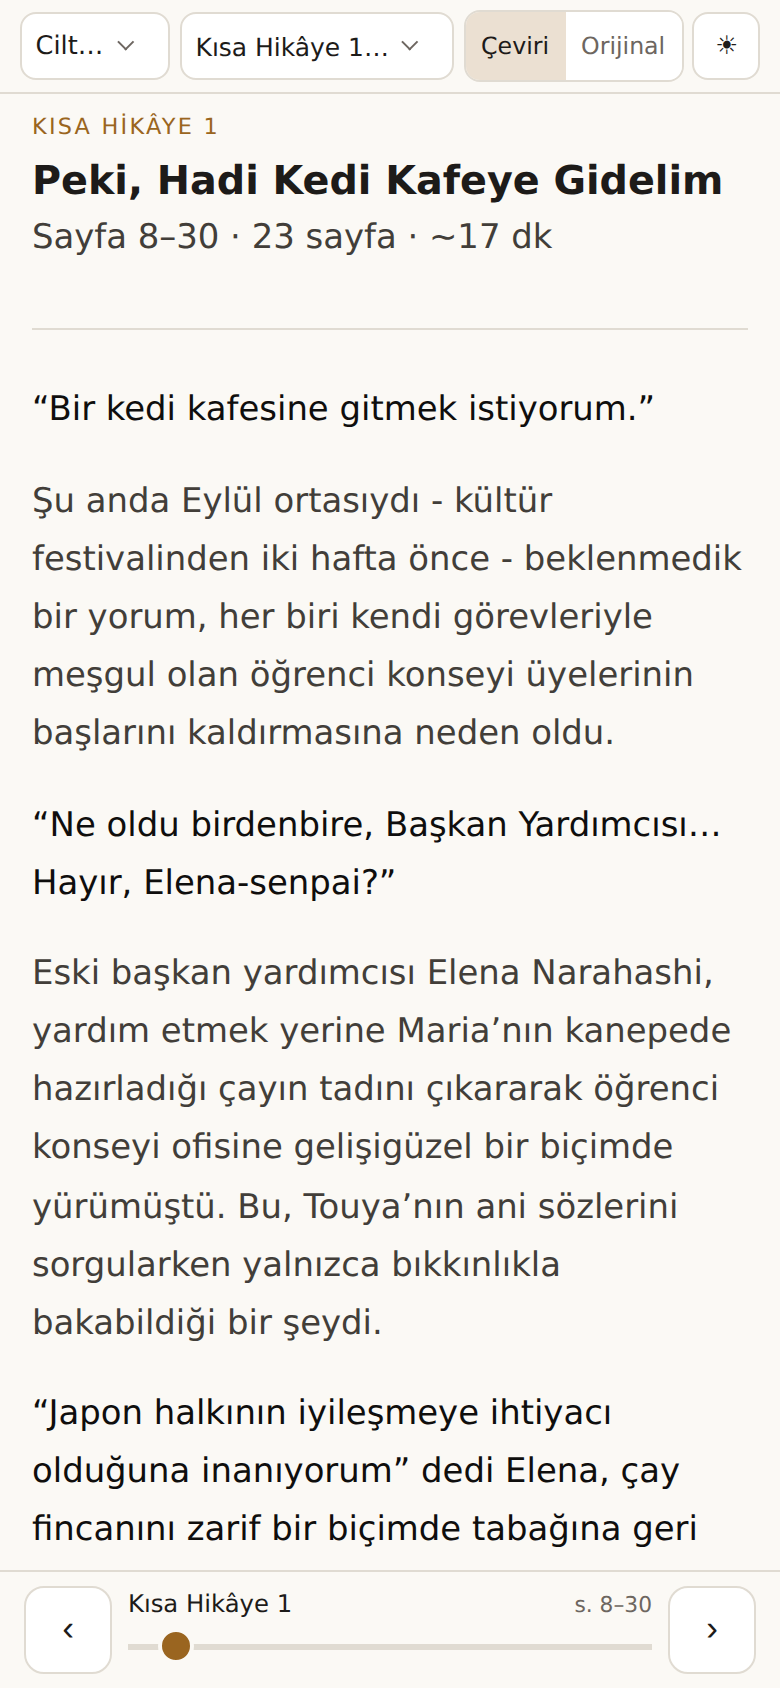 Cilt...
Kısa Hikâye 1...
Çeviri
Orijinal
KISA HİKÂYE 1
Peki, Hadi Kedi Kafeye Gidelim
Sayfa 8–30 · 23 sayfa · ~17 dk
“Bir kedi kafesine gitmek istiyorum.”
Şu anda Eylül ortasıydı - kültür
festivalinden iki hafta önce - beklenmedik
bir yorum, her biri kendi görevleriyle
meşgul olan öğrenci konseyi üyelerinin
başlarını kaldırmasına neden oldu.
“Ne oldu birdenbire, Başkan Yardımcısı…
Hayır, Elena-senpai?”
Eski başkan yardımcısı Elena Narahashi,
yardım etmek yerine Maria’nın kanepede
hazırladığı çayın tadını çıkararak öğrenci
konseyi ofisine gelişigüzel bir biçimde
yürümüştü. Bu, Touya’nın ani sözlerini
sorgularken yalnızca bıkkınlıkla
bakabildiği bir şeydi.
“Japon halkının iyileşmeye ihtiyacı
olduğuna inanıyorum” dedi Elena, çay
fincanını zarif bir biçimde tabağına geri
Kısa Hikâye 1
s. 8–30